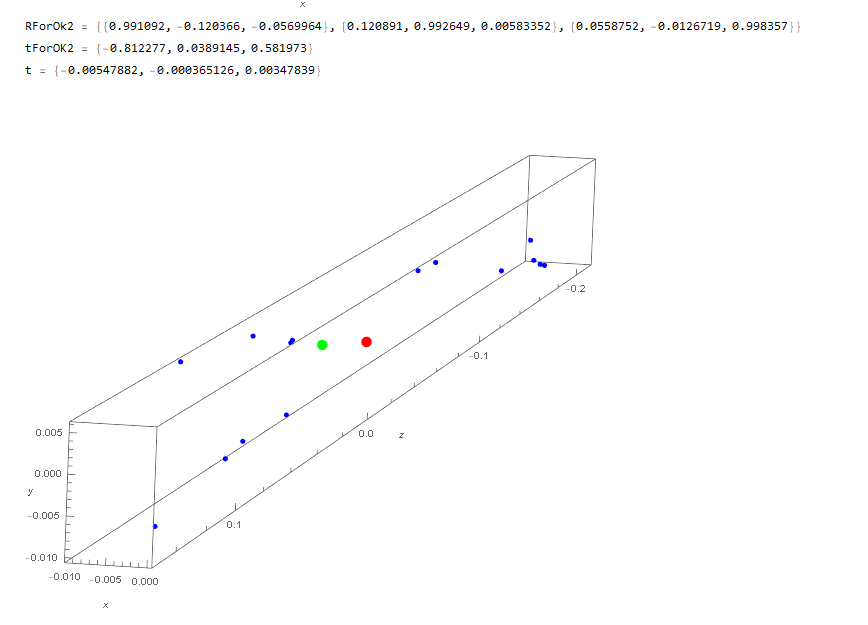 x
RForOk2 = {{0.991092, -0.120366, -0.0569964}, {0.120891, 0.992649, 0.00583352}, {0.0558752, -0.0126719, 0.998357}}
tForOK2 = {-0.812277, 0.0389145, 0.581973}
t = {-0.00547882, -0.000365126, 0.00347839}
-0.2
-0.1
0.0
z
0.005
0.000
y
-0.005
0.1
-0.010
-0.010
-0.005
0.000
x